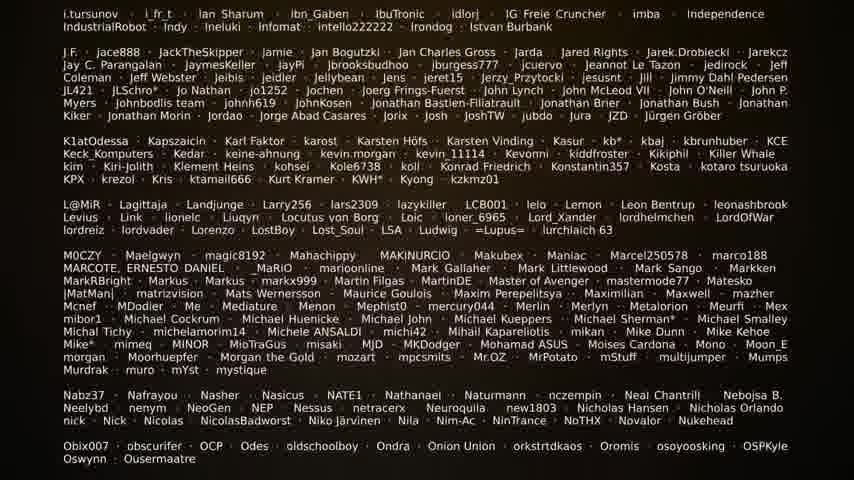 i.tursunov · i_fr_t · Ian Sharum · Ibn_Gaben · IbuTronic · idlorj · IG Freie Cruncher · imba · Independence
IndustrialRobot · Indy · Ineluki · Infomat · intello222222 · Irondog · Istvan Burbank
J.F. · jace888 · JackTheSkipper · Jamie · Jan Bogutzki · Jan Charles Gross · Jarda · Jared Rights · Jarek.Drobiecki · Jarekcz
Jay C. Parangalan · JaymesKeller · JayPi · Jbrooksbudhoo · jburgess777 · jcuervo · Jeannot Le Tazon · jedirock · Jeff
Coleman · Jeff Webster · Jeibis · jeidler · Jellybean · Jens · jeret15 · Jerzy_Przytocki · jesusnt · Jill · Jimmy Dahl Pedersen
JL421 · JLSchro* · Jo Nathan · jo1252 · Jochen · Joerg Frings-Fuerst · John Lynch · John McLeod VII · John O'Neill · John P.
Myers · Johnbodlis team · johnh619 · JohnKosen · Jonathan Bastien-Filiatrault · Jonathan Brier · Jonathan Bush · Jonathan
Kiker · Jonathan Morin · Jordao · Jorge Abad Casares · Jorix · Josh · JoshTW · jubdo · Jura · JZD · Jürgen Gröber
K1atOdessa · Kapszaicin · Karl Faktor · karost · Karsten Höfs · Karsten Vinding · Kasur · kb* · kbaj · kbrunhuber · KCE
Keck_Komputers · Kedar · keine-ahnung · kevin.morgan · kevin_11114 · Kevonni · kiddfroster · Kikiphil · Killer Whale
kim · Kiri-Jolith · Klement Heins · kohsei · Kole6738 · koll · Konrad Friedrich · Konstantin357 · Kosta · kotaro tsuruoka
KPX · krezol · Kris · ktamail666 · Kurt Kramer · KWH* · Kyong · kzkmz01
L@MiR · Lagittaja · Landjunge · Larry256 · lars2309 · lazykiller · LCB001 · lelo · Lemon · Leon Bentrup · leonashbrook
Levius · Link · lionelc · Liuqyn · Locutus von Borg · Loic · loner_6965 · Lord_Xander · lordhelmchen · LordOfWar
lordreiz · lordvader · Lorenzo · LostBoy · Lost_Soul · LSA · Ludwig · =Lupus= · lurchlaich 63
M0CZY · Maelgwyn · magic8192 · Mahachippy · MAKINURCIO · Makubex · Maniac · Marcel250578 · marco188
MARCOTE, ERNESTO DANIEL · _MaRiO · marioonline · Mark Gallaher · Mark Littlewood · Mark Sango · Markken
MarkRBright · Markus · Markus · markx999 · Martin Filgas · MartinDE · Master of Avenger · mastermode77 · Matesko
|MatMan| · matrizvision · Mats Wernersson · Maurice Goulois · Maxim Perepelitsya · Maximilian · Maxwell · mazher
Mcnef · MDodier · Me · Mediature · Menon · Mephist0 · mercury044 · Merlin · Merlyn · Metalorion · Meurfi · Mex
mibor1 · Michael Cockrum · Michael Huenicke · Michael John · Michael Kueppers · Michael Sherman* · Michael Smalley
Michal Tichy · michelamorim14 · Michele ANSALDI · michi42 · Mihail Kapareliotis · mikan · Mike Dunn · Mike Kehoe
Mike* · mimeq · MINOR · MioTraGus · misaki · MJD · MKDodger · Mohamad ASUS · Moises Cardona · Mono · Moon_E
morgan · Moorhuepfer · Morgan the Gold · mozart · mpcsmits · Mr.OZ · MrPotato · mStuff · multijumper · Mumps
Murdrak · muro · mYst · mystique
Nabz37 · Nafrayou · Nasher · Nasicus · NATE1 · Nathanael · Naturmann · nczempin · Neal Chantrill · Nebojsa B.
Neelybd · nenym · NeoGen · NEP · Nessus · netracerx · Neuroquila · new1803 · Nicholas Hansen · Nicholas Orlando
nick · Nick · Nicolas · NicolasBadworst · Niko Järvinen · Nila · Nim-Ac · NinTrance · NoTHX · Novalor · Nukehead
Obix007 · obscurifer · OCP · Odes · oldschoolboy · Ondra · Onion Union · orkstrtdkaos · Oromis · osoyoosking · OSPKyle
Oswynn · Ousermaatre